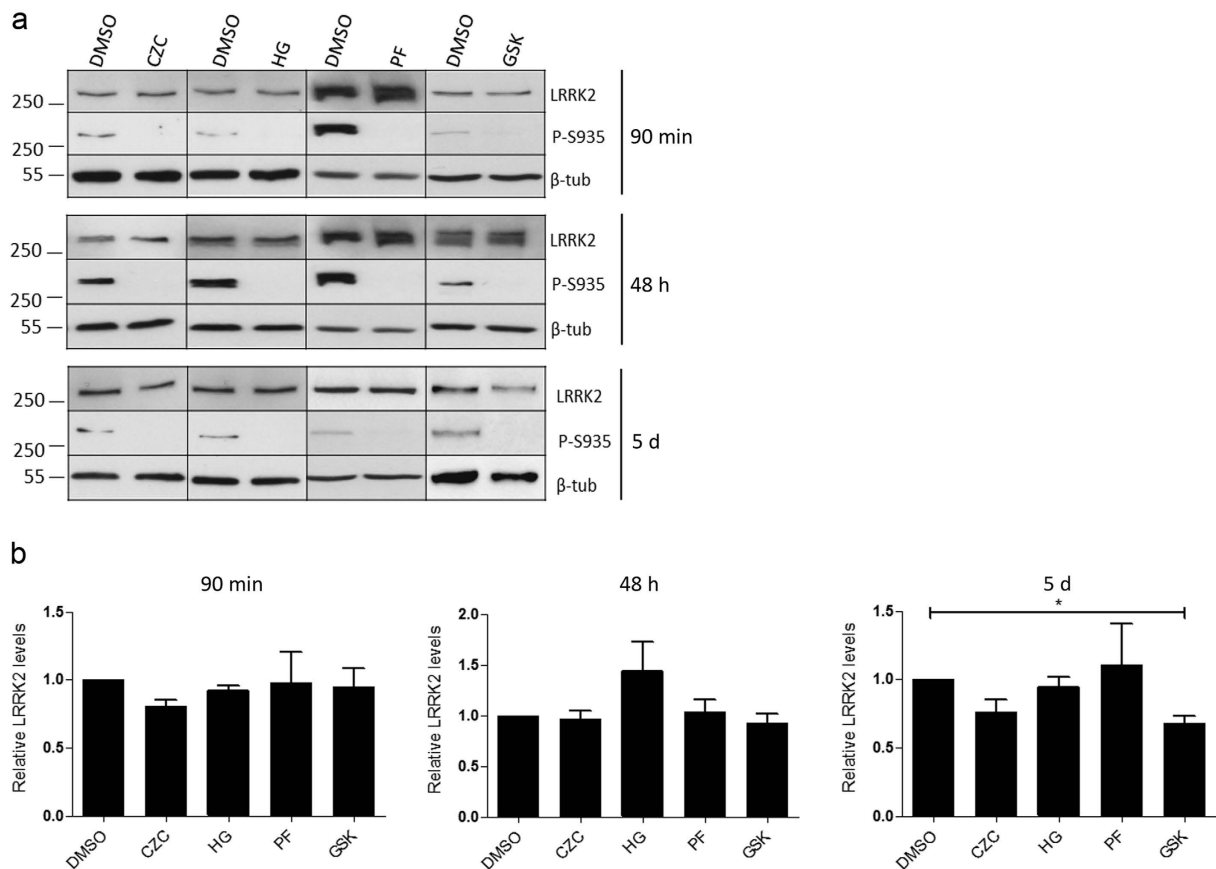 a
DMSO CZC DMSO HG DMSO PF DMSO GSK
250 LRRK2
250 P-S935 90 min
55 β-tub
250 LRRK2
250 P-S935 48 h
55 β-tub
250 LRRK2
250 P-S935 5 d
55 β-tub
b
90 min
Relative LRRK2 levels
1.5
1.0
0.5
0.0
DMSO CZC HG PF GSK
48 h
Relative LRRK2 levels
2.0
1.5
1.0
0.5
0.0
DMSO CZC HG PF GSK
5 d
Relative LRRK2 levels
1.5
1.0
0.5
0.0
*
DMSO CZC HG PF GSK